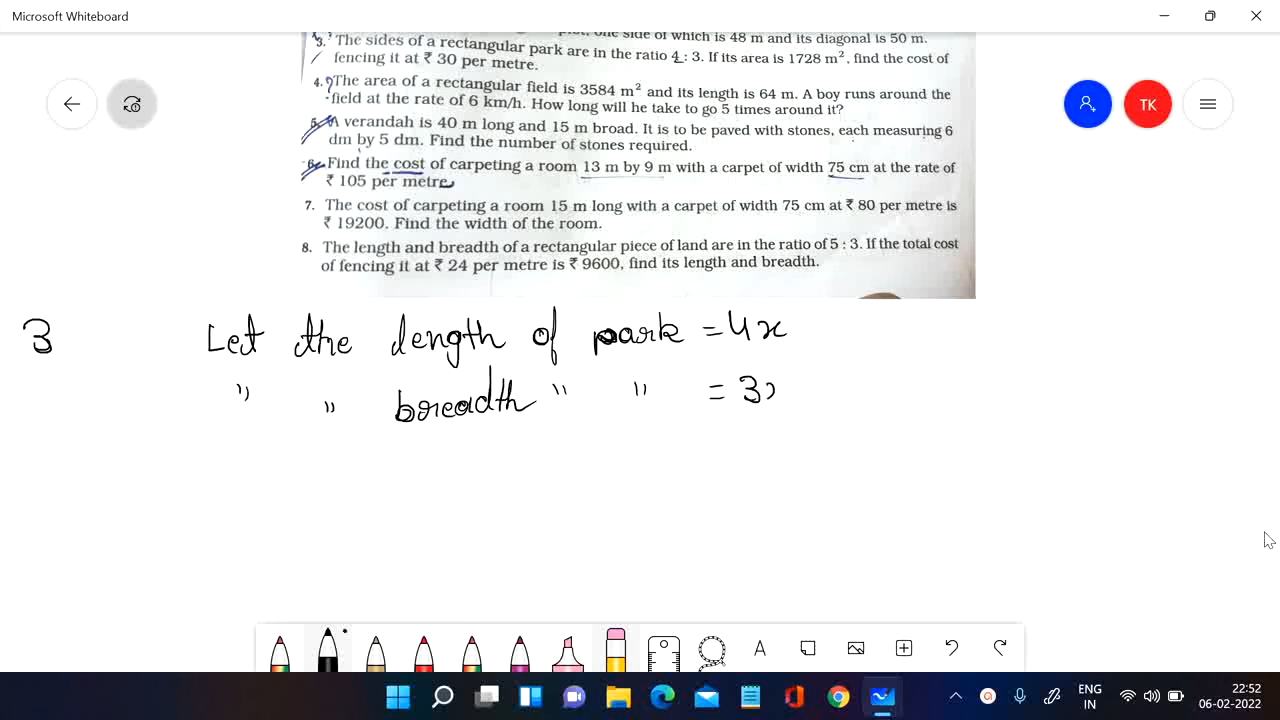 Microsoft Whiteboard
plot, one side of which is 48 m and its diagonal is 50 m.
3. The sides of a rectangular park are in the ratio 4 : 3. If its area is 1728 m², find the cost of
fencing it at ₹ 30 per metre.
4. The area of a rectangular field is 3584 m² and its length is 64 m. A boy runs around the
field at the rate of 6 km/h. How long will he take to go 5 times around it?
5. A verandah is 40 m long and 15 m broad. It is to be paved with stones, each measuring 6
dm by 5 dm. Find the number of stones required.
6. Find the cost of carpeting a room 13 m by 9 m with a carpet of width 75 cm at the rate of
₹ 105 per metre.
7. The cost of carpeting a room 15 m long with a carpet of width 75 cm at ₹ 80 per metre is
₹ 19200. Find the width of the room.
8. The length and breadth of a rectangular piece of land are in the ratio of 5 : 3. If the total cost
of fencing it at ₹ 24 per metre is ₹ 9600, find its length and breadth.
TK
3 Let the length of park = 4x
" " breadth " " = 3
A
ENG
IN
22:52
06-02-2022